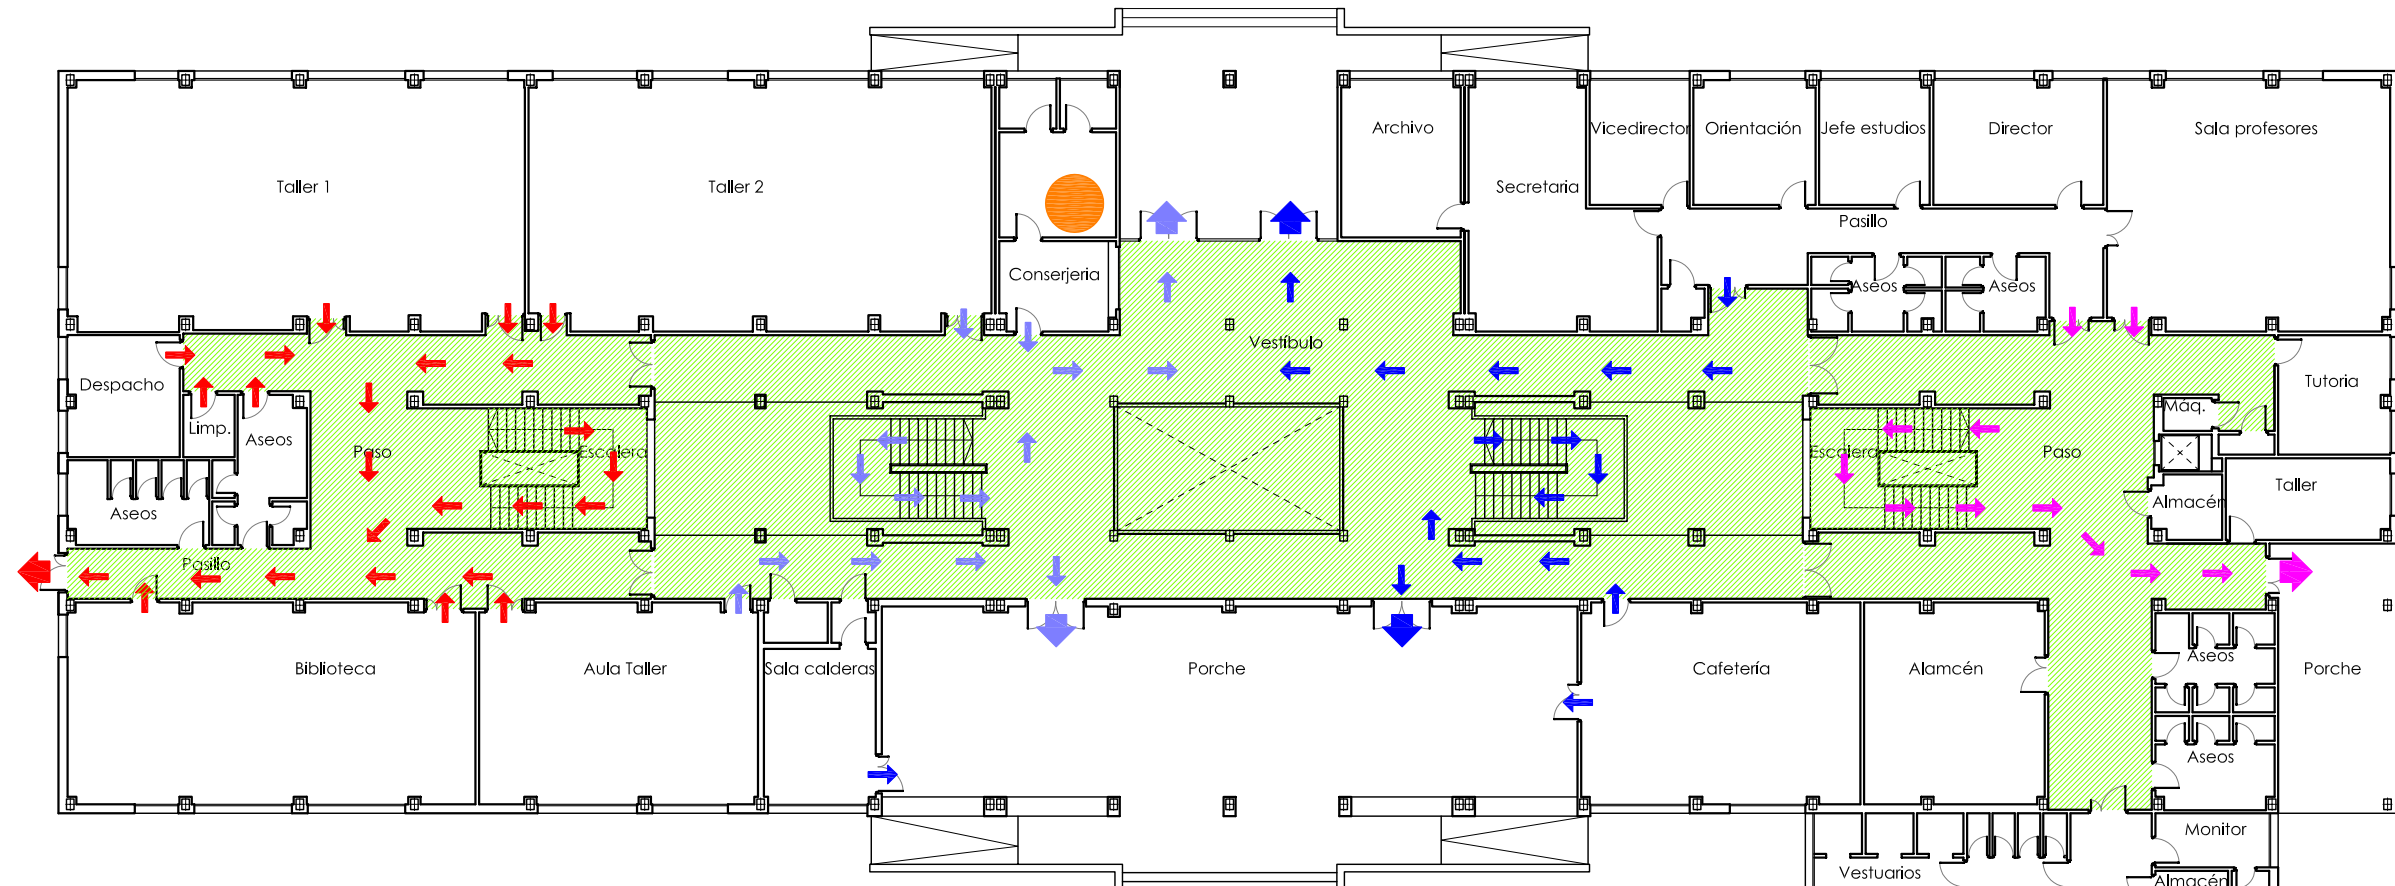 Archivo
Vicedirector
Orientación
Jefe estudios
Director
Sala profesores
Taller 1
Taller 2
Secretaria
Pasillo
Conserjeria
Aseos
Aseos
Vestíbulo
Despacho
Tutoria
Máq.
Limp.
Aseos
Paso
Escalera
Escalera
Paso
Taller
Almacén
Aseos
Pasillo
Biblioteca
Aula Taller
Sala calderas
Porche
Cafetería
Alamcén
Aseos
Porche
Aseos
Monitor
Vestuarios
Almacén